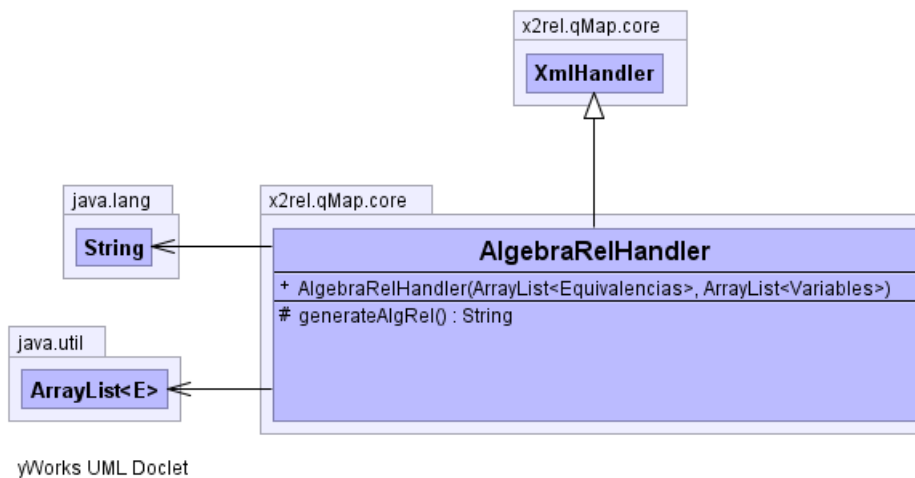 x2rel.qMap.core
XmlHandler
java.lang
String
x2rel.qMap.core
AlgebraRelHandler
+ AlgebraRelHandler(ArrayList<Equivalencias>, ArrayList<Variables>)
# generateAlgRel() : String
java.util
ArrayList<E>
yWorks UML Doclet